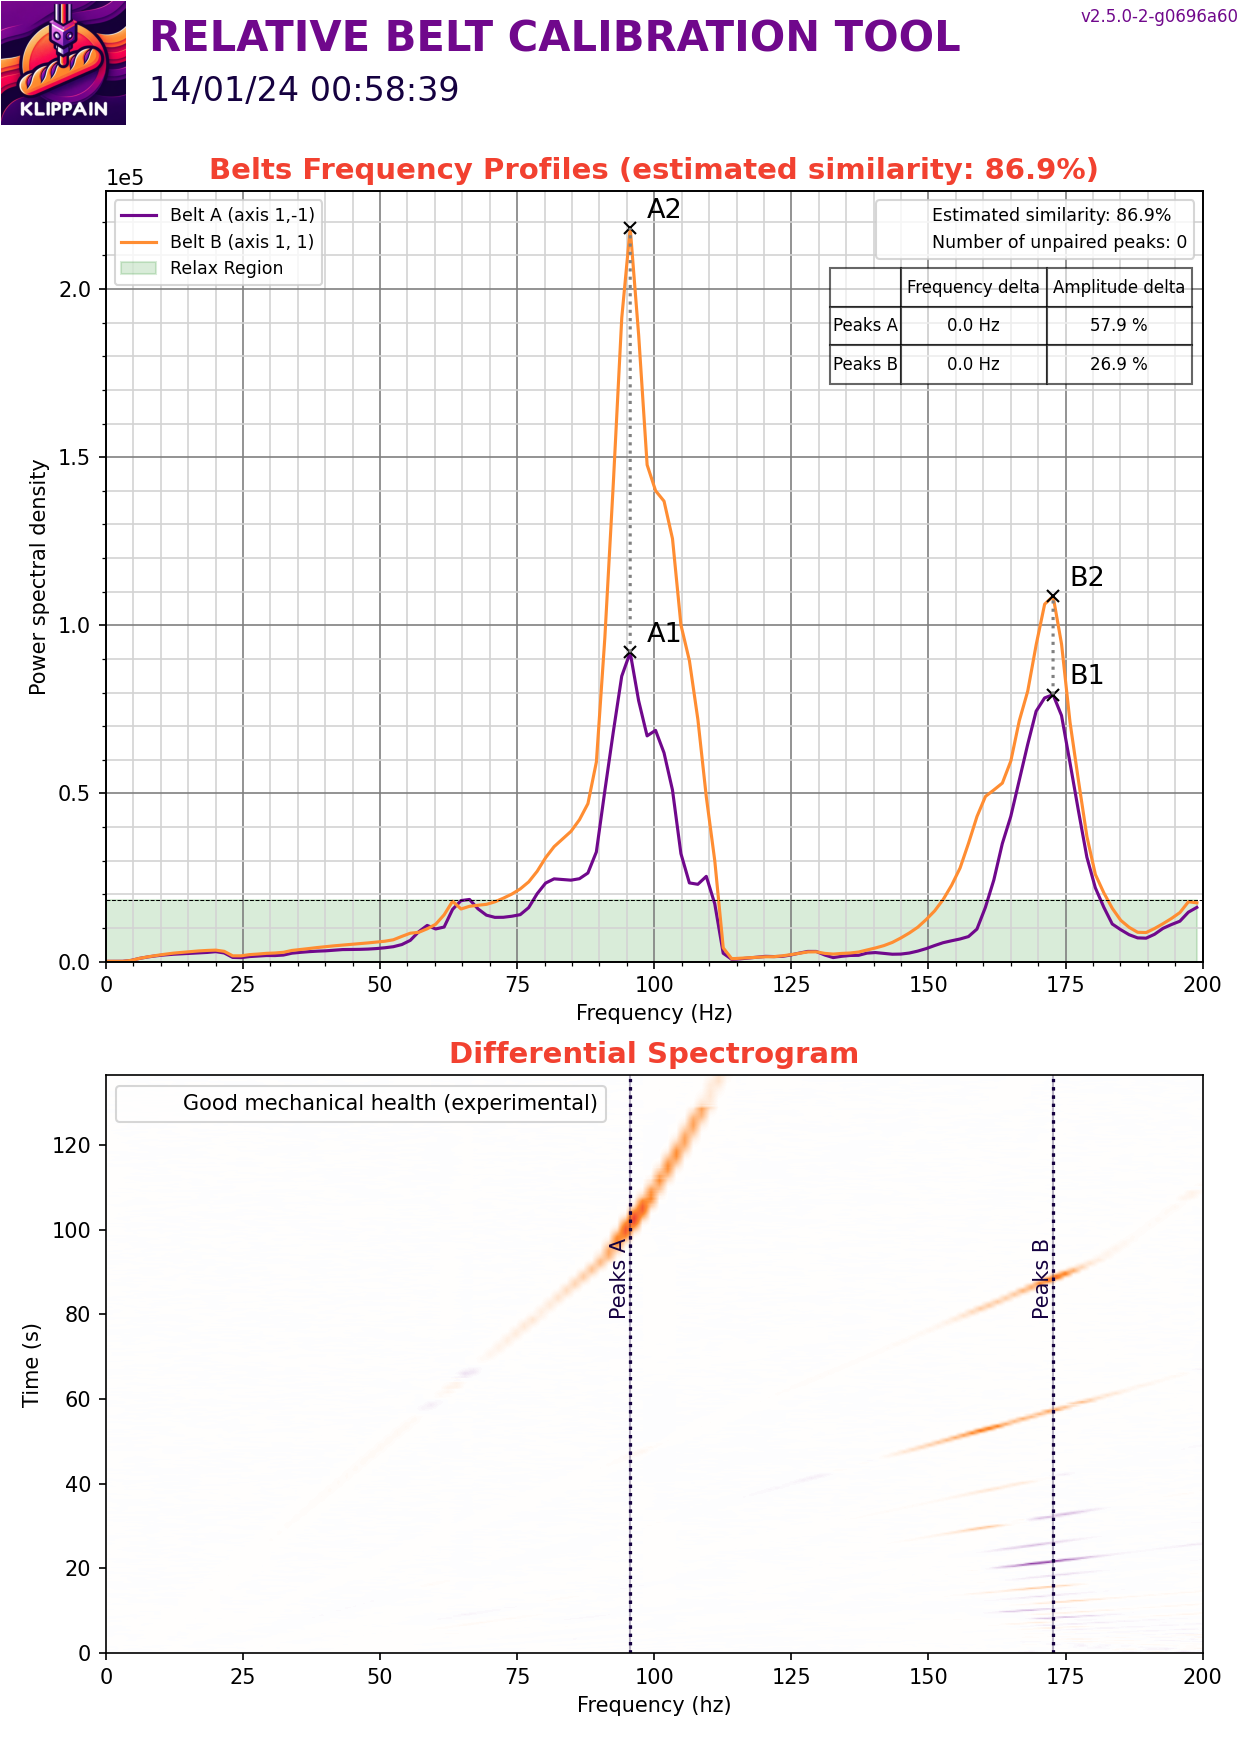 KLIPPAIN
RELATIVE BELT CALIBRATION TOOL
14/01/24 00:58:39
v2.5.0-2-g0696a60
Belts Frequency Profiles (estimated similarity: 86.9%)
1e5
Belt A (axis 1,-1)
Belt B (axis 1, 1)
Relax Region
Estimated similarity: 86.9%
Number of unpaired peaks: 0
Frequency delta Amplitude delta
Peaks A 0.0 Hz 57.9 %
Peaks B 0.0 Hz 26.9 %
A2
A1
B2
B1
Power spectral density
2.0
1.5
1.0
0.5
0.0
0 25 50 75 100 125 150 175 200
Frequency (Hz)
Differential Spectrogram
Good mechanical health (experimental)
Peaks A
Peaks B
Time (s)
120
100
80
60
40
20
0
0 25 50 75 100 125 150 175 200
Frequency (hz)